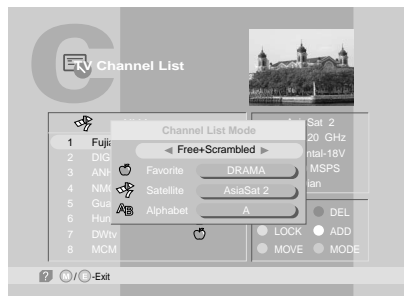 TV Channel List
Channel List Mode
Free+Scrambled
Favorite DRAMA
Satellite AsiaSat 2
Alphabet A
1 Fuji
2 DIG
3
4 NM
5 Gua
6 Hun
7 DWtv
8 MCM
Sat 2
20 GHz
ntal-18V
MSPS
ian
DEL
LOCK ADD
MOVE MODE
? M/E-Exit